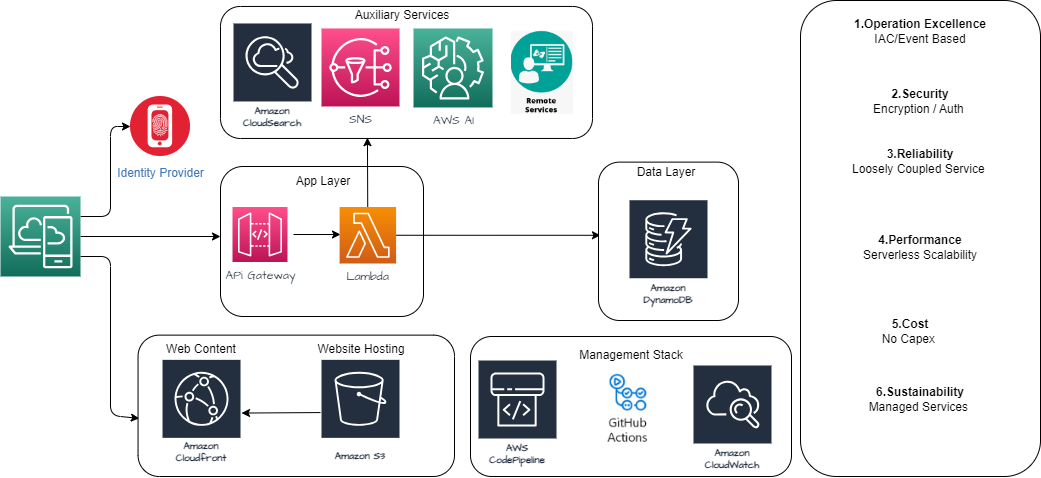 Auxiliary Services
Amazon
CloudSearch
SNS
AWS Ai
Remote
Services
Identity Provider
App Layer
APi Gateway
Lambda
Data Layer
Amazon
DynamoDB
Web Content
Website Hosting
Amazon
Cloudfront
Amazon S3
Management Stack
AWS
CodePipeline
GitHub
Actions
Amazon
CloudWatch
1.Operation Excellence
IAC/Event Based
2.Security
Encryption / Auth
3.Reliability
Loosely Coupled Service
4.Performance
Serverless Scalability
5.Cost
No Capex
6.Sustainability
Managed Services